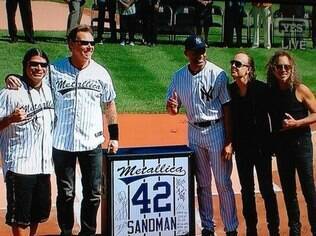 YES
LIVE
Metallica
Metallica
Metallica
42
SANDMAN